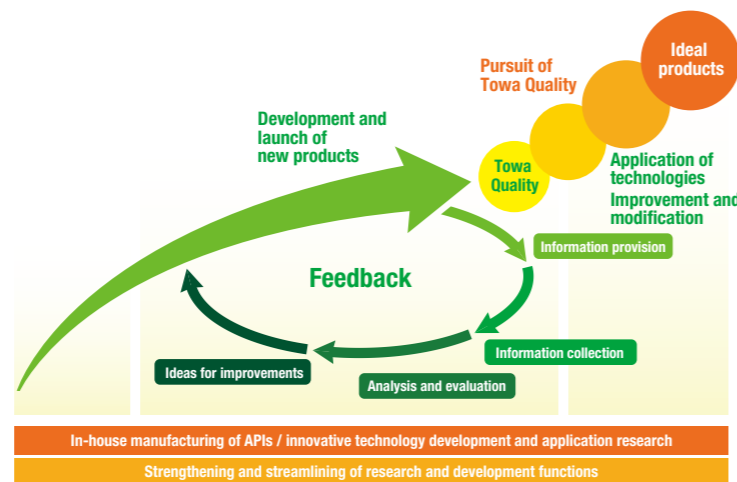 Ideal
products
Pursuit of
Towa Quality
Development and
launch of
new products
Towa
Quality
Application of
technologies
Improvement and
modification
Information provision
Feedback
Information collection
Ideas for improvements
Analysis and evaluation
In-house manufacturing of APIs / innovative technology development and application research
Strengthening and streamlining of research and development functions